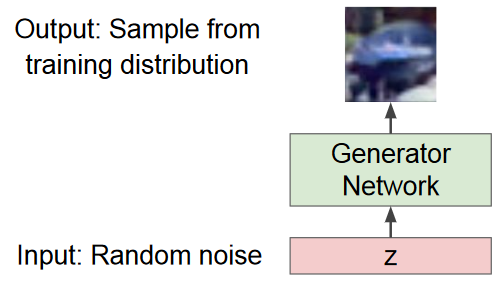 Output: Sample from
training distribution
Generator
Network
Input: Random noise
z